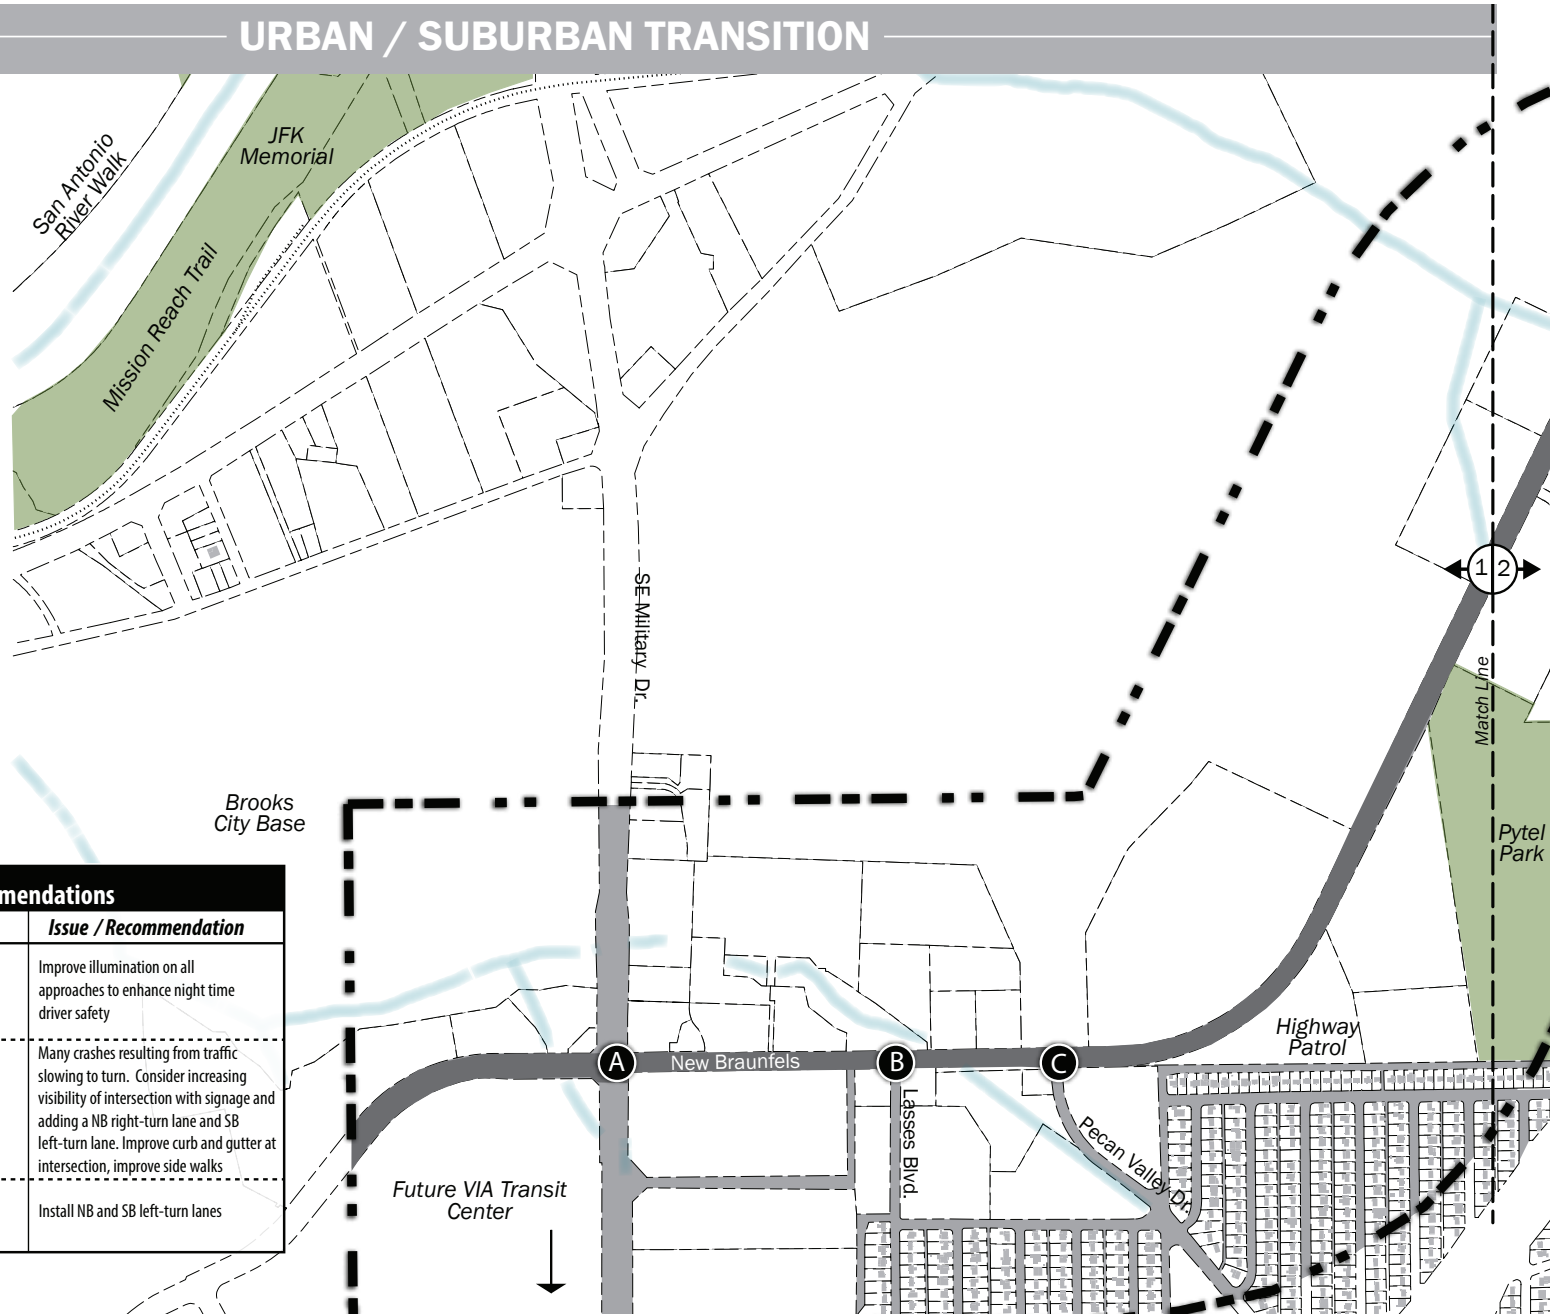 URBAN / SUBURBAN TRANSITION
JFK
Memorial
San Antonio
River Walk
Mission Reach Trail
SE Military Dr.
1 2
Match Line
Brooks
City Base
Pytel
Park
mendations
Issue / Recommendation
Improve illumination on all
approaches to enhance night time
driver safety
Many crashes resulting from traffic
slowing to turn. Consider increasing
visibility of intersection with signage and
adding a NB right-turn lane and SB
left-turn lane. Improve curb and gutter at
intersection, improve side walks
Install NB and SB left-turn lanes
Highway
Patrol
A
New Braunfels
B
C
Lasses Blvd.
Pecan Valley Dr.
Future VIA Transit
Center